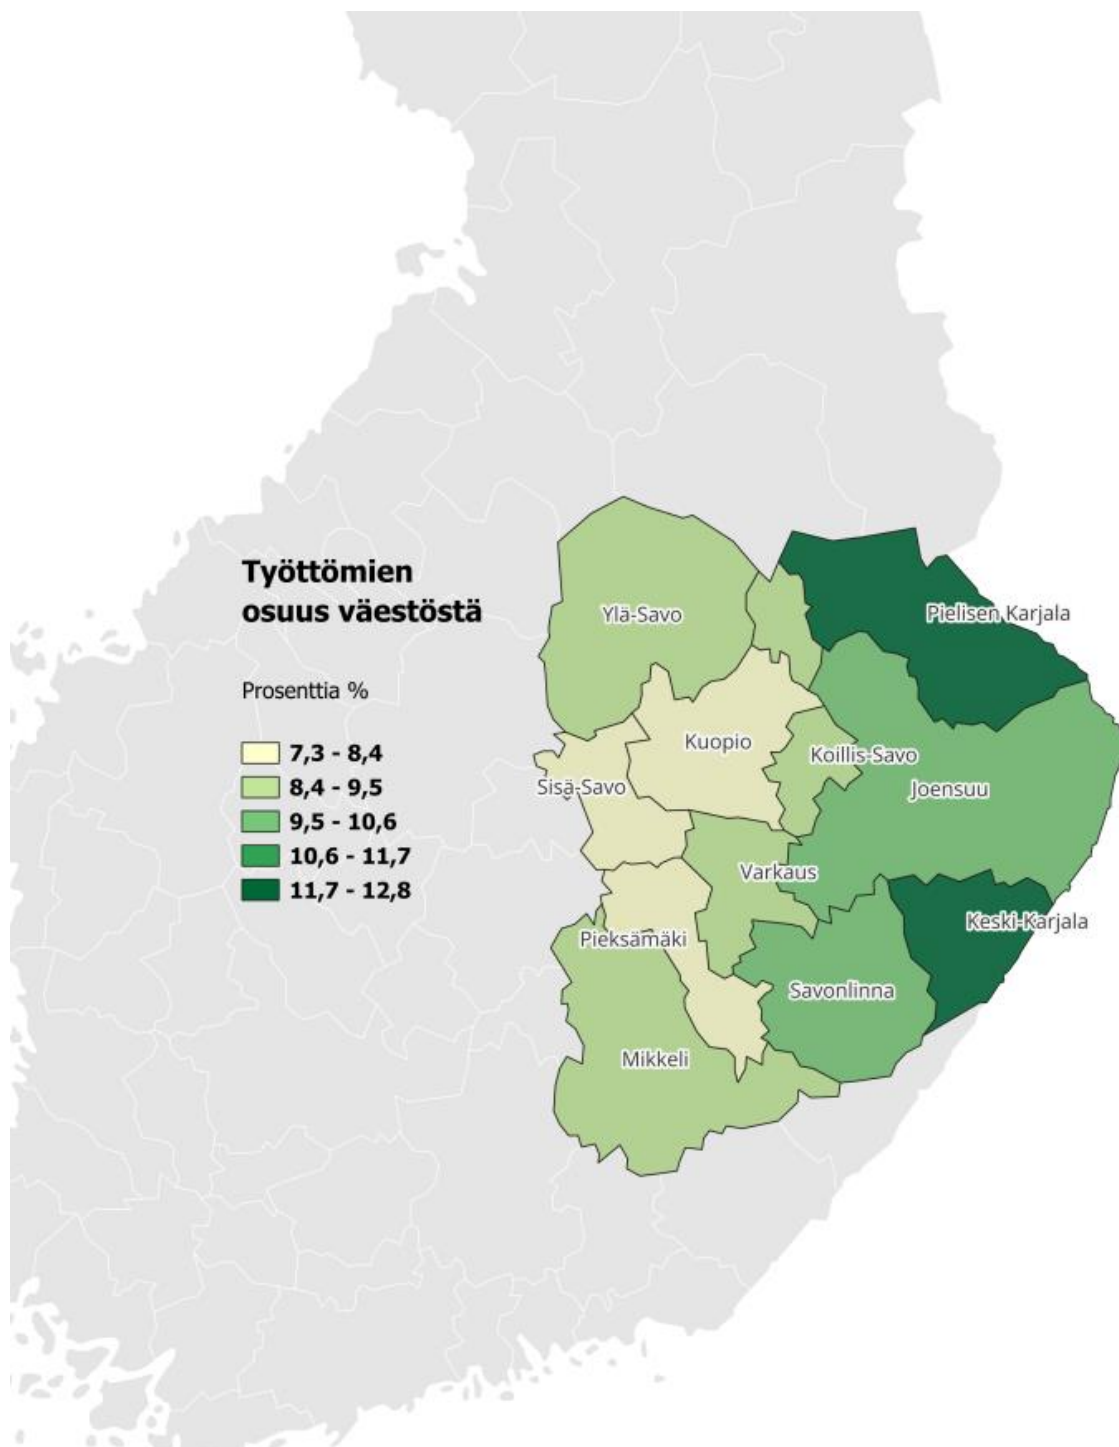 Työttömien
osuus väestöstä
Prosenttia %
7,3 - 8,4
8,4 - 9,5
9,5 - 10,6
10,6 - 11,7
11,7 - 12,8
Ylä-Savo
Pielisen Karjala
Kuopio
Koillis-Savo
Sisä-Savo
Joensuu
Varkaus
Keski-Karjala
Pieksämäki
Savonlinna
Mikkeli